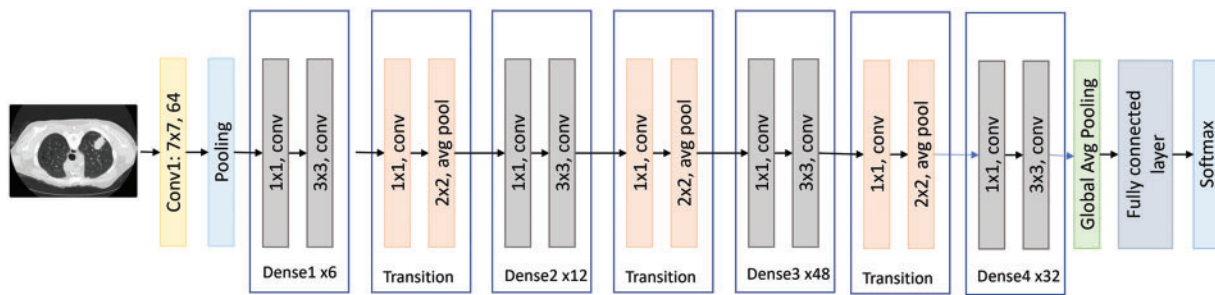 Conv1: 7x7, 64
Pooling
1x1, conv
3x3, conv
Dense1 x6
1x1, conv
2x2, avg pool
Transition
1x1, conv
3x3, conv
Dense2 x12
1x1, conv
2x2, avg pool
Transition
1x1, conv
3x3, conv
Dense3 x48
1x1, conv
2x2, avg pool
Transition
1x1, conv
3x3, conv
Dense4 x32
Global Avg Pooling
Fully connected
layer
Softmax